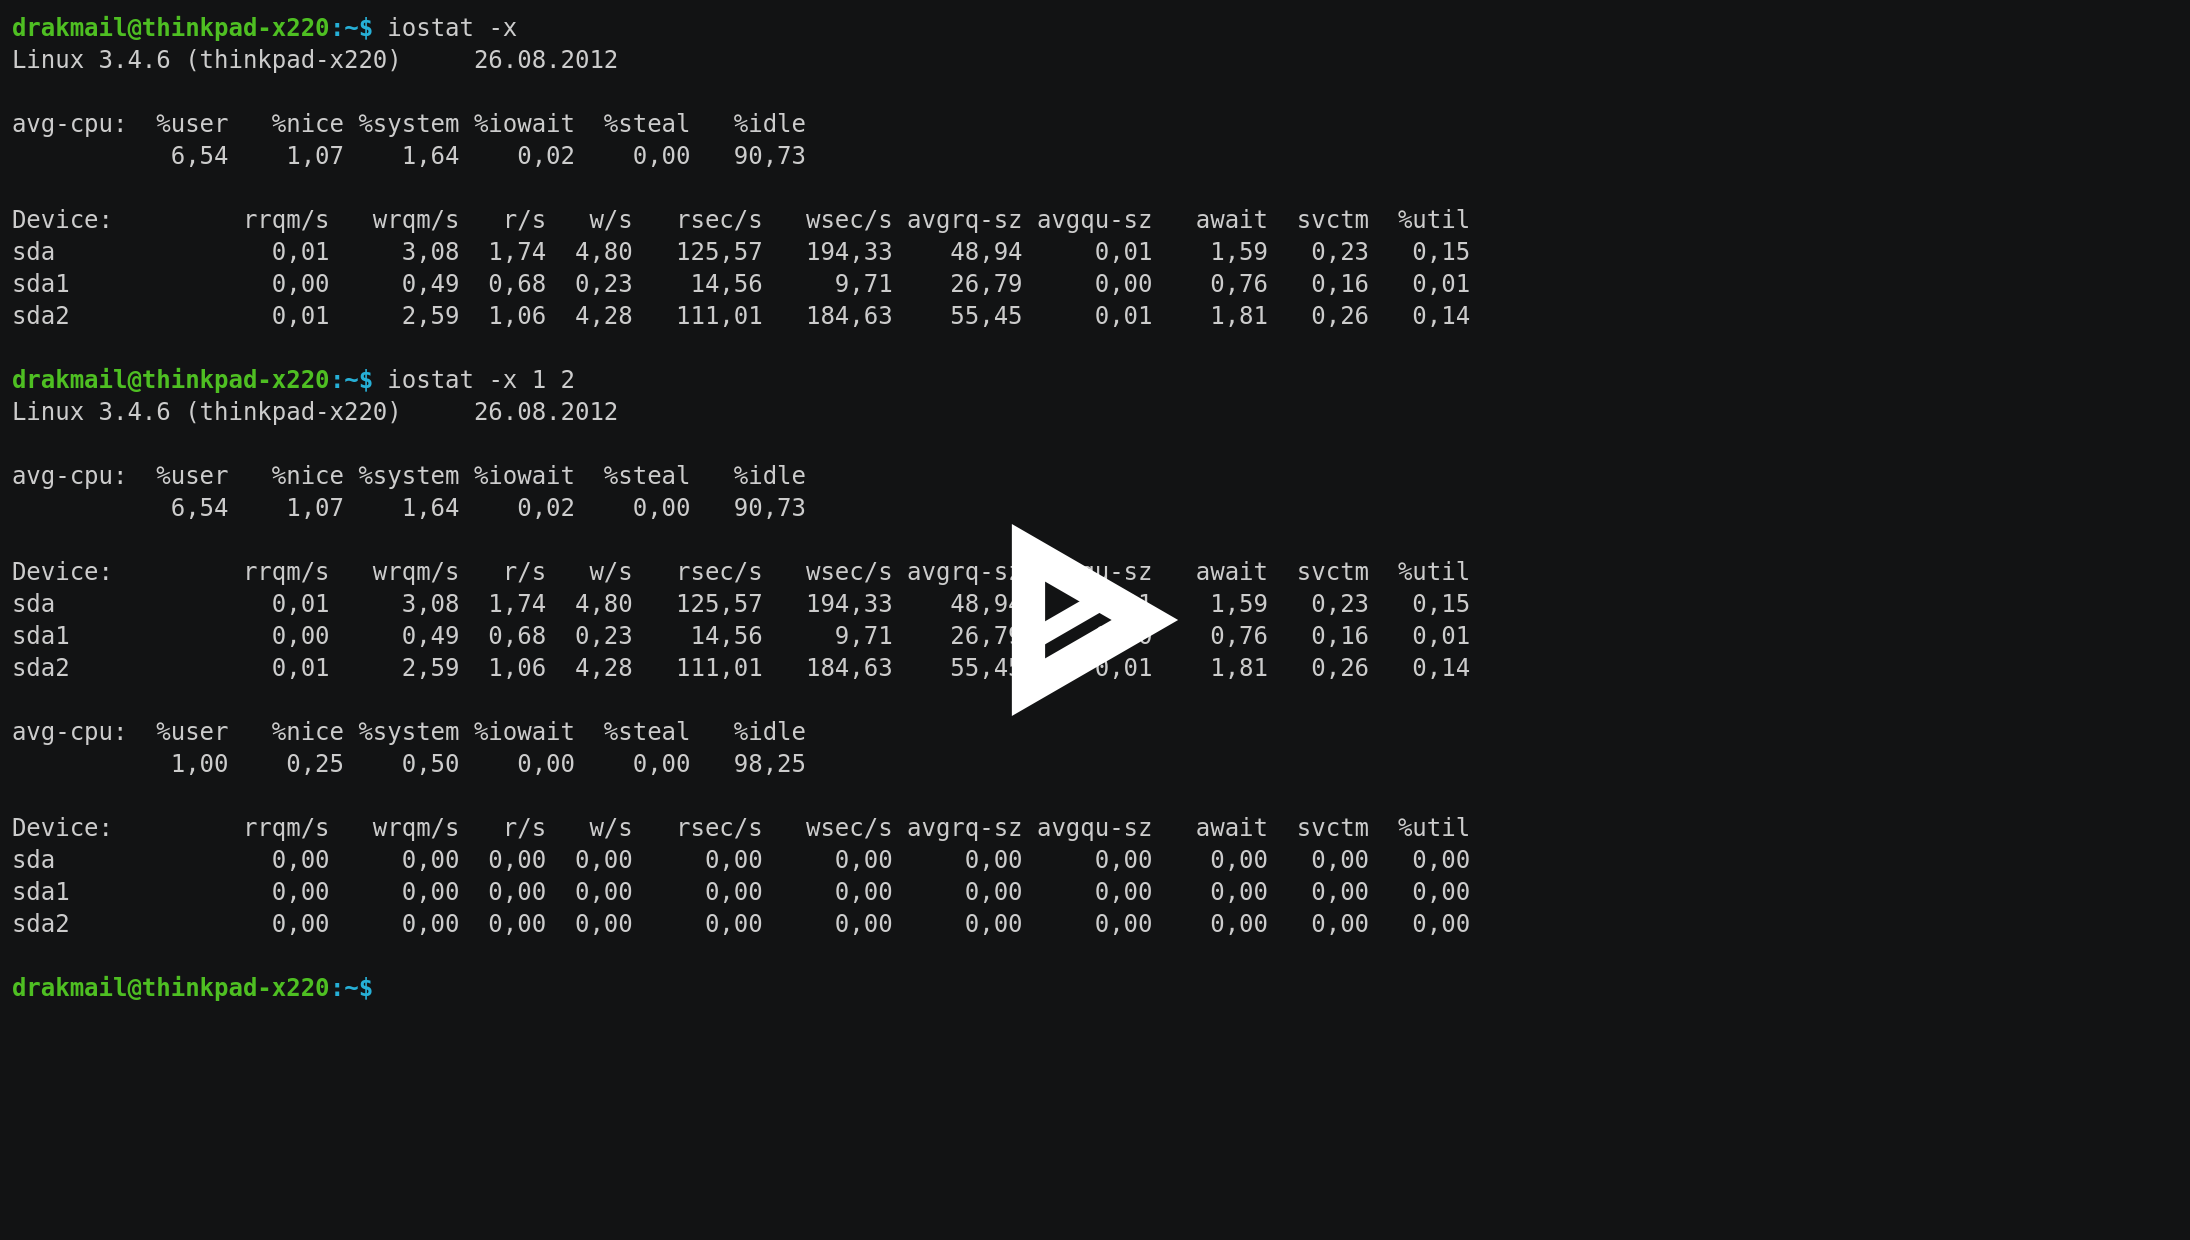 drakmail@thinkpad-x220:~$ iostat -x
Linux 3.4.6 (thinkpad-x220)     26.08.2012

avg-cpu:  %user   %nice %system %iowait  %steal   %idle
           6,54    1,07    1,64    0,02    0,00   90,73

Device:         rrqm/s   wrqm/s   r/s   w/s   rsec/s   wsec/s avgrq-sz avgqu-sz   await  svctm  %util
sda               0,01     3,08  1,74  4,80   125,57   194,33    48,94     0,01    1,59   0,23   0,15
sda1              0,00     0,49  0,68  0,23    14,56     9,71    26,79     0,00    0,76   0,16   0,01
sda2              0,01     2,59  1,06  4,28   111,01   184,63    55,45     0,01    1,81   0,26   0,14

drakmail@thinkpad-x220:~$ iostat -x 1 2
Linux 3.4.6 (thinkpad-x220)     26.08.2012

avg-cpu:  %user   %nice %system %iowait  %steal   %idle
           6,54    1,07    1,64    0,02    0,00   90,73

Device:         rrqm/s   wrqm/s   r/s   w/s   rsec/s   wsec/s avgrq-sz   await  svctm  %util
sda               0,01     3,08  1,74  4,80   125,57   194,33    48,94    1,59   0,23   0,15
sda1              0,00     0,49  0,68  0,23    14,56     9,71    26,79    0,76   0,16   0,01
sda2              0,01     2,59  1,06  4,28   111,01   184,63    55,45     0,01    1,81   0,26   0,14

avg-cpu:  %user   %nice %system %iowait  %steal   %idle
           1,00    0,25    0,50    0,00    0,00   98,25

Device:         rrqm/s   wrqm/s   r/s   w/s   rsec/s   wsec/s avgrq-sz avgqu-sz   await  svctm  %util
sda               0,00     0,00  0,00  0,00     0,00     0,00     0,00     0,00    0,00   0,00   0,00
sda1              0,00     0,00  0,00  0,00     0,00     0,00     0,00     0,00    0,00   0,00   0,00
sda2              0,00     0,00  0,00  0,00     0,00     0,00     0,00     0,00    0,00   0,00   0,00

drakmail@thinkpad-x220:~$